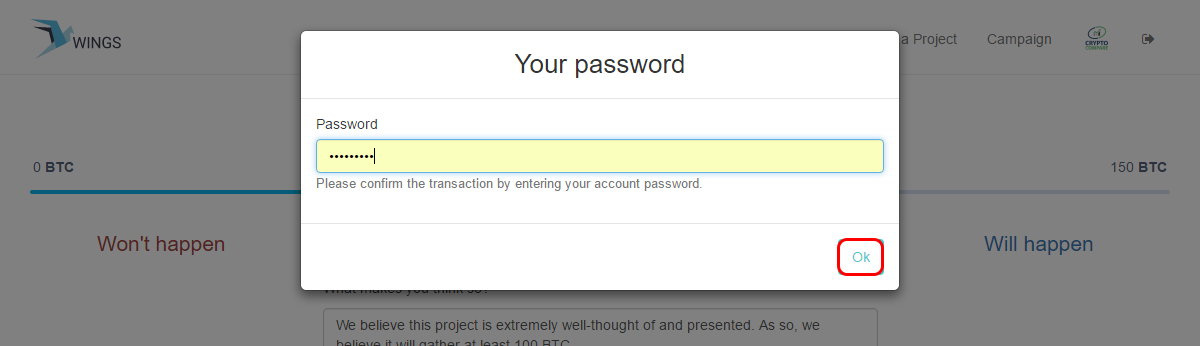 WINGS
a Project Campaign CRYPTO COMPARE
Your password
Password
•••••••••
Please confirm the transaction by entering your account password.
0 BTC
150 BTC
Won't happen
Will happen
Ok
What makes you think so?
We believe this project is extremely well-thought of and presented. As so, we
believe it will gather at least 100 BTC